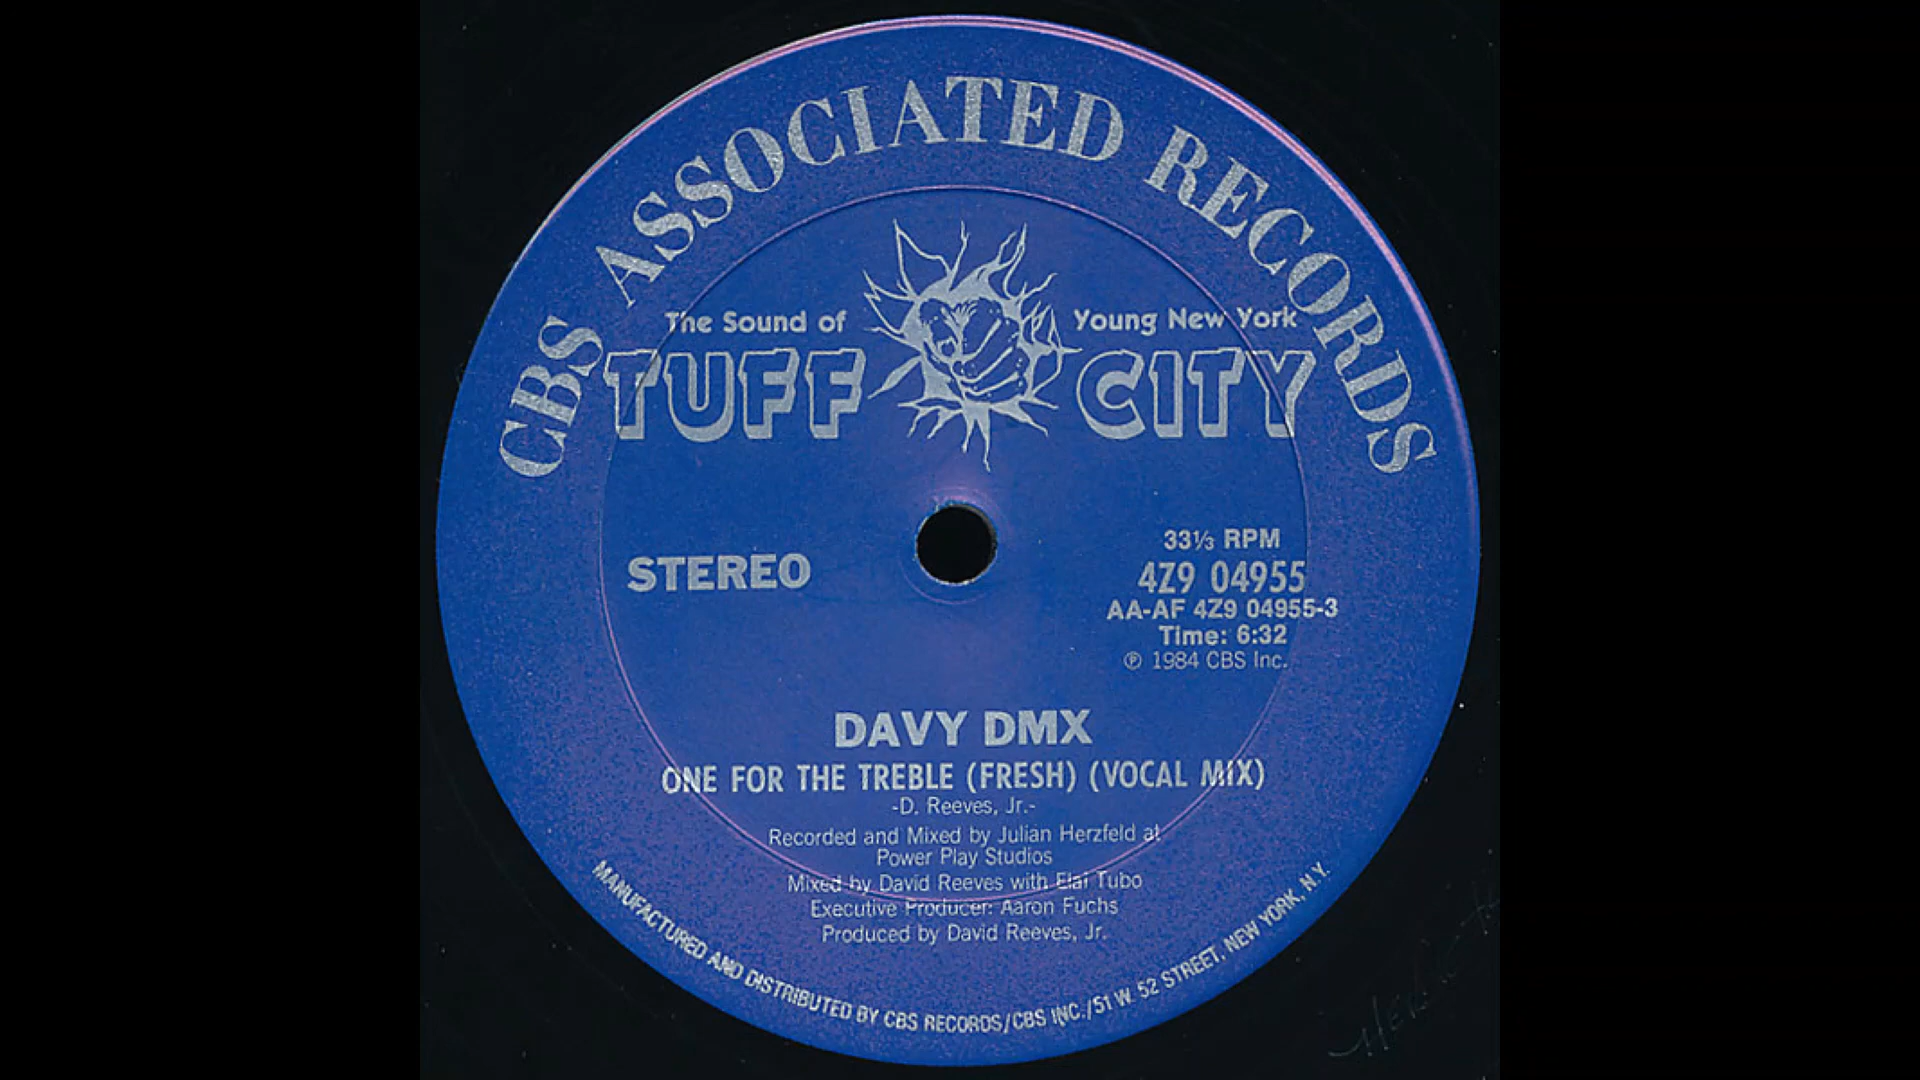 CBS ASSOCIATED RECORDS
The Sound of Young New York
TUFF CITY
STEREO
33⅓ RPM
4Z9 04955
AA-AF 4Z9 04955-3
Time: 6:32
℗ 1984 CBS Inc.
DAVY DMX
ONE FOR THE TREBLE (FRESH) (VOCAL MIX)
-D. Reeves, Jr.-
Recorded and Mixed by Julian Herzfeld at
Power Play Studios
Mixed by David Reeves with Elai Tubo
Executive Producer: Aaron Fuchs
Produced by David Reeves, Jr.
MANUFACTURED AND DISTRIBUTED BY CBS RECORDS/CBS INC./51 W. 52 STREET, NEW YORK, N.Y.